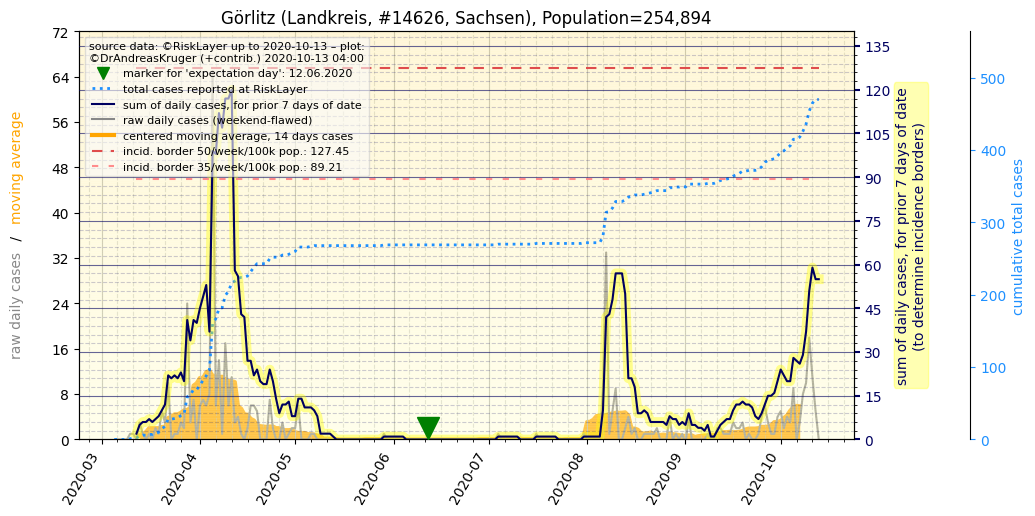 Görlitz (Landkreis, #14626, Sachsen), Population=254,894
source data: ©RiskLayer up to 2020-10-13 – plot:
©DrAndreasKruger (+contrib.) 2020-10-13 04:00
marker for 'expectation day': 12.06.2020
total cases reported at RiskLayer
sum of daily cases, for prior 7 days of date
raw daily cases (weekend-flawed)
centered moving average, 14 days cases
incid. border 50/week/100k pop.: 127.45
incid. border 35/week/100k pop.: 89.21
raw daily cases / moving average
72
64
56
48
40
32
24
16
8
0
2020-03
2020-04
2020-05
2020-06
2020-07
2020-08
2020-09
2020-10
135
120
105
90
75
60
45
30
15
0
sum of daily cases, for prior 7 days of date
(to determine incidence borders)
500
400
300
200
100
0
cumulative total cases